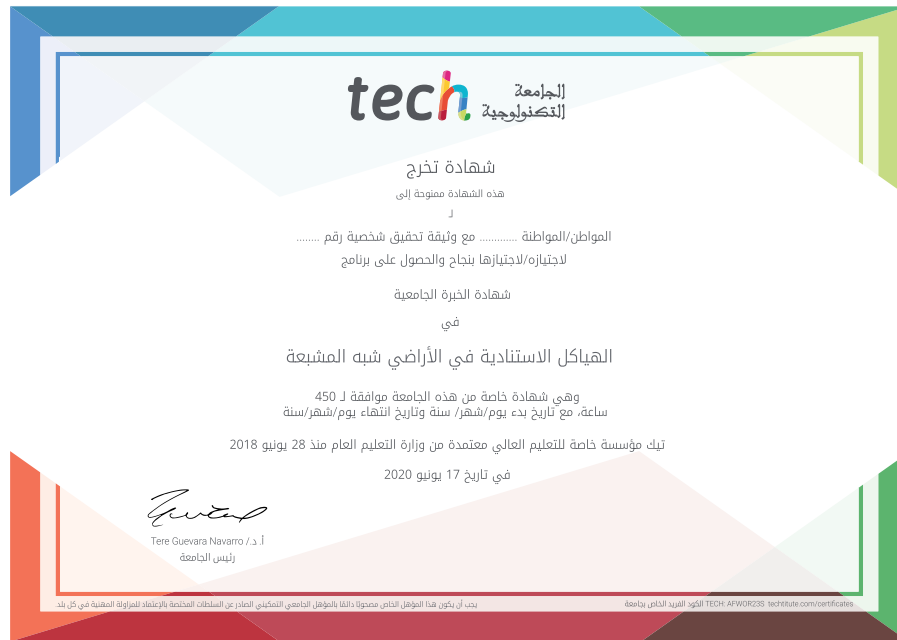 tech الجامعة
التكنولوجية
شهادة تخرج
هذه الشهادة ممنوحة إلى
لـ
المواطن/المواطنة ............. مع وثيقة تحقيق شخصية رقم ........
لاجتيازه/لاجتيازها بنجاح والحصول على برنامج
شهادة الخبرة الجامعية
في
الهياكل الاستنادية في الأراضي شبه المشبعة
وهي شهادة خاصة من هذه الجامعة موافقة لـ 450
ساعة، مع تاريخ بدء يوم/شهر/ سنة وتاريخ انتهاء يوم/شهر/سنة
تيك مؤسسة خاصة للتعليم العالي معتمدة من وزارة التعليم العام منذ 28 يونيو 2018
في تاريخ 17 يونيو 2020
أ. د./ Tere Guevara Navarro
رئيس الجامعة
يجب أن يكون هذا المؤهل الخاص مصحوبًا دائمًا بالمؤهل الجامعي التمكيني الصادر عن السلطات المختصة بالإعتماد للمزاولة المهنية في كل بلد.
الكود الفريد الخاص بجامعة TECH: AFWOR23S techtitute.com/certificates